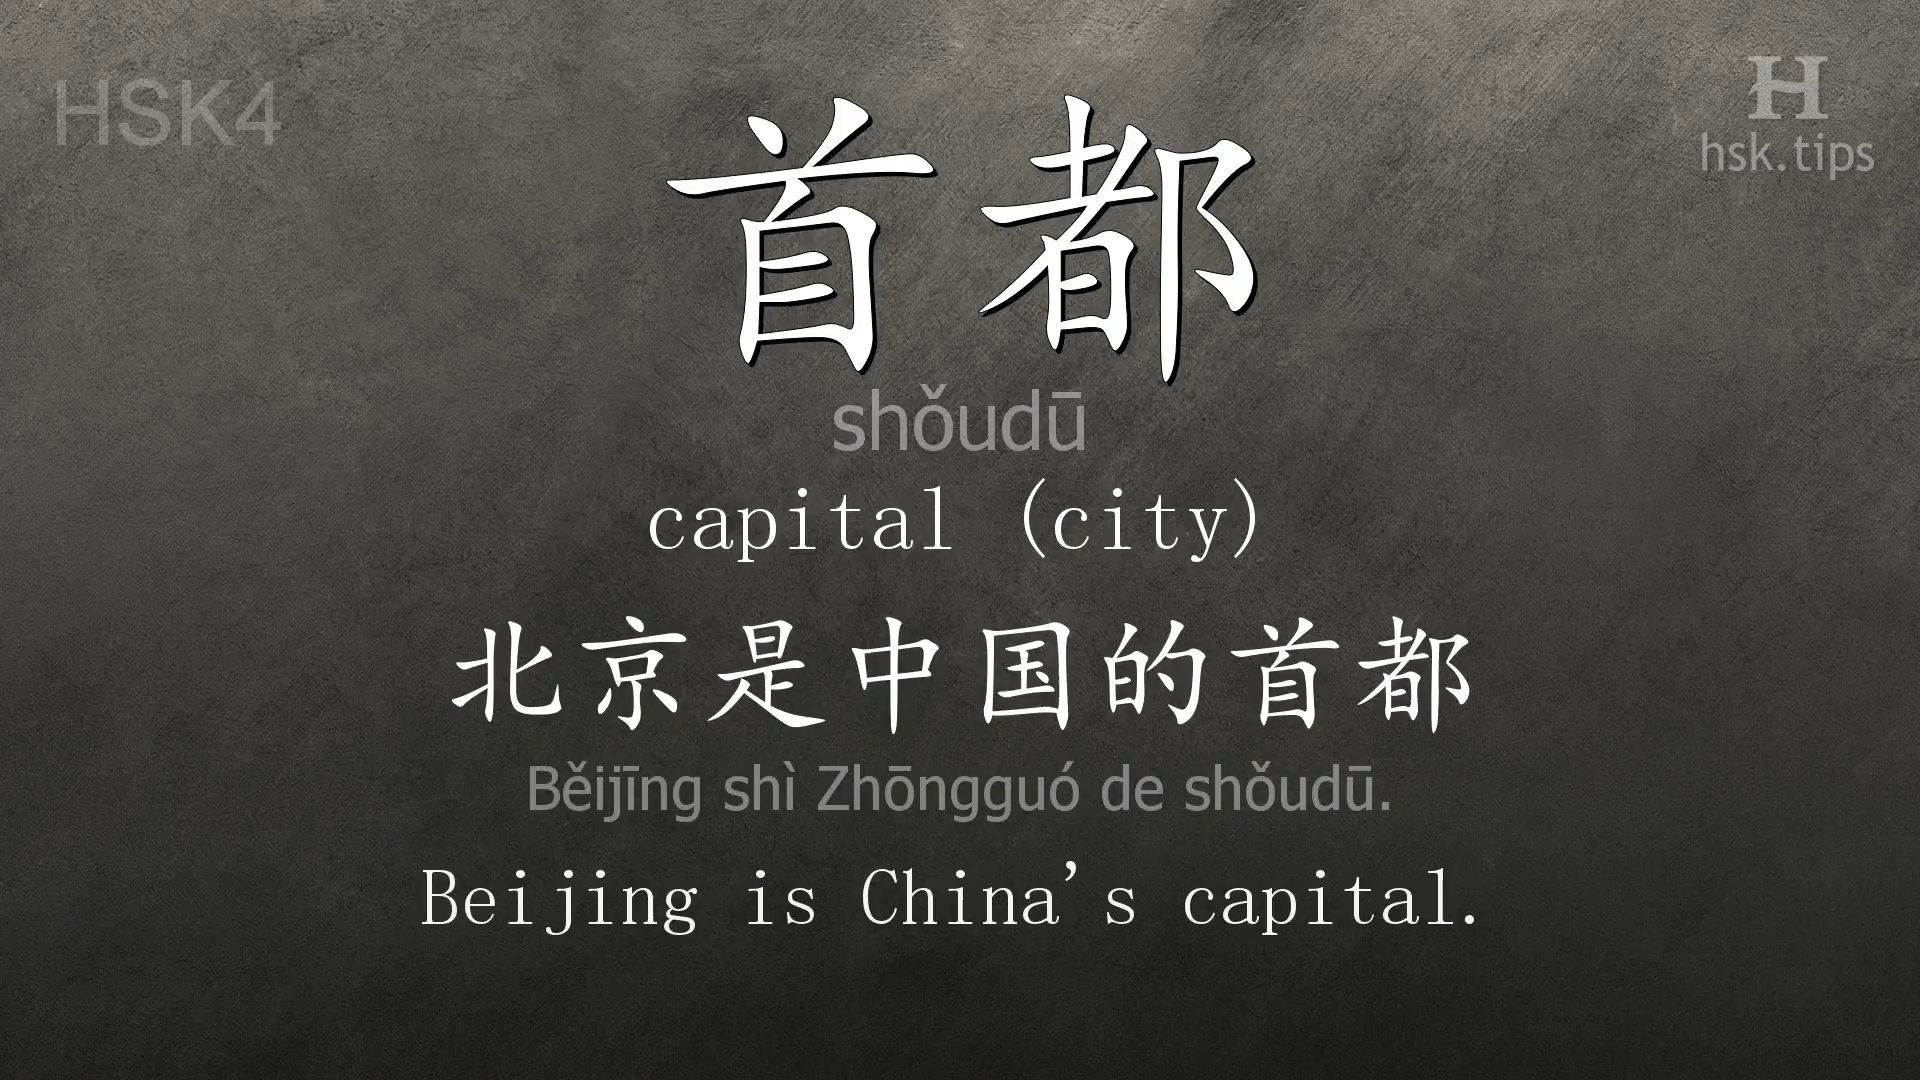 HSK4
H
hsk.tips
首都
shǒudū
capital (city)
北京是中国的首都
Běijīng shì Zhōngguó de shǒudū.
Beijing is China's capital.